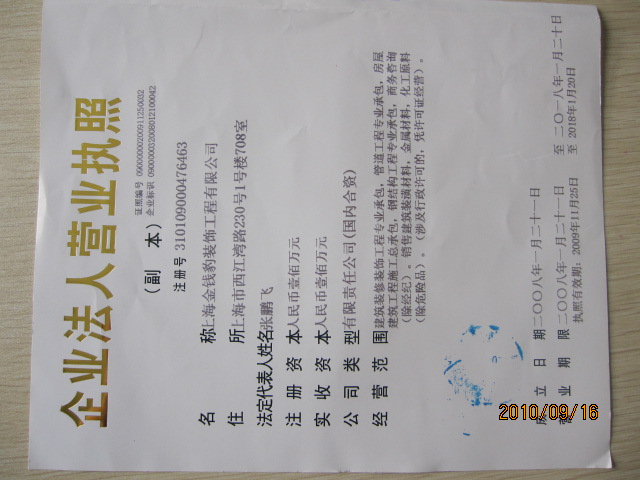 企业法人营业执照
(副 本)
证照编号 09000000200911250032
企业标识 09000003200801210042
注册号 310109000476463
名 称 上海金钱豹装饰工程有限公司
住 所 上海市西江湾路230号1号楼708室
法定代表人姓名 张鹏飞
注册资本 人民币壹佰万元
实收资本 人民币壹佰万元
公司类型 有限责任公司(国内合资)
经营范围 建筑装修装饰工程专业承包，管道工程专业承包，房屋
建筑工程施工总承包，钢结构工程专业承包，商务咨询
(除经纪)。销售建筑装潢材料，金属材料，化工原料
(除危险品)。(涉及行政许可的，凭许可证经营)。
成立日期 二〇〇八年一月二十一日
营业期限 二〇〇八年一月二十一日 至 二〇一八年一月二十日
执照有效期：2009年11月25日 至 2018年1月20日
2010/09/16